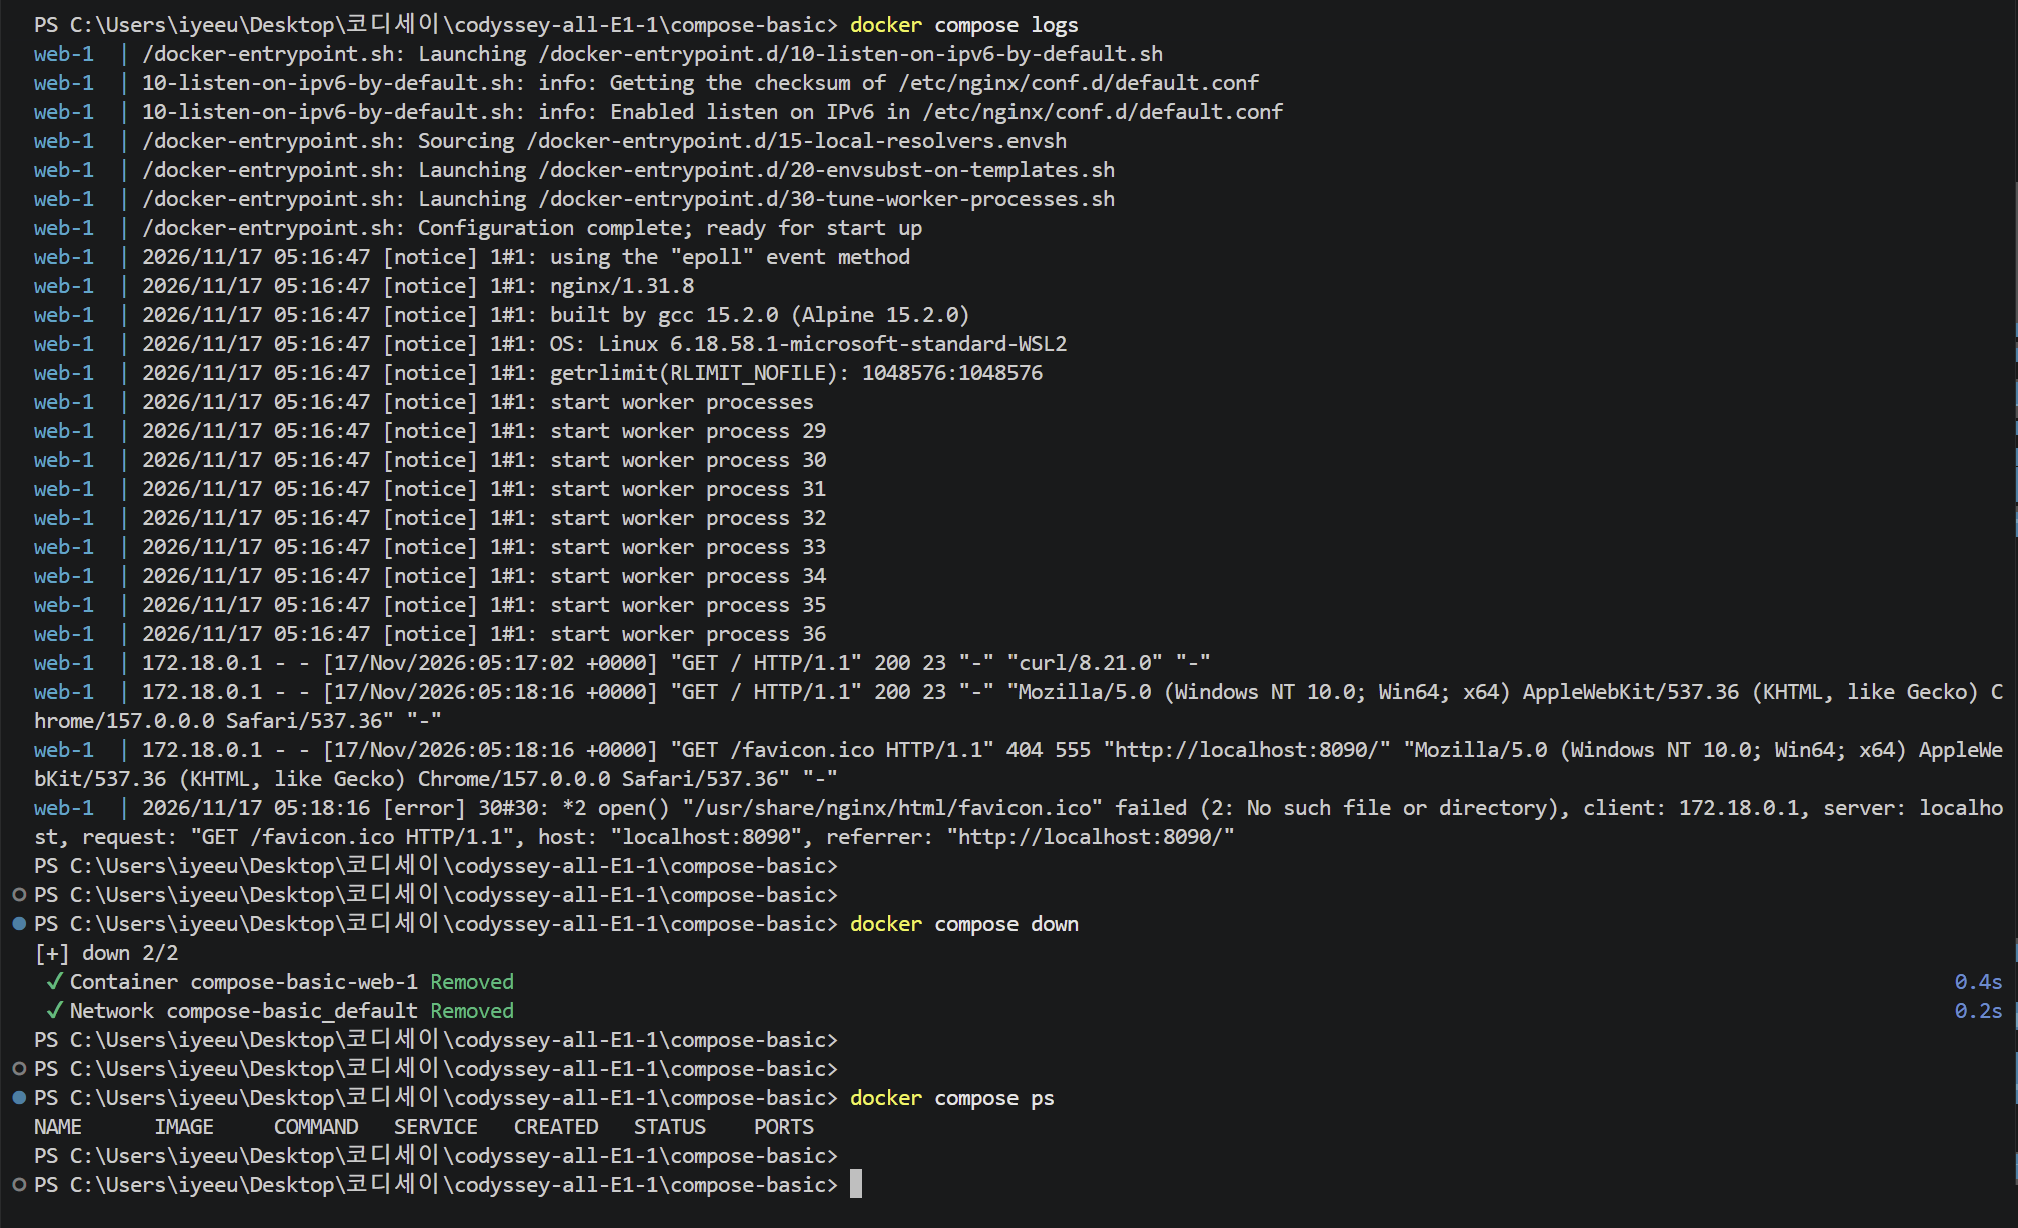 PS C:\Users\iyeeu\Desktop\코디세이\codyssey-all-E1-1\compose-basic> docker compose logs
web-1  | /docker-entrypoint.sh: Launching /docker-entrypoint.d/10-listen-on-ipv6-by-default.sh
web-1  | 10-listen-on-ipv6-by-default.sh: info: Getting the checksum of /etc/nginx/conf.d/default.conf
web-1  | 10-listen-on-ipv6-by-default.sh: info: Enabled listen on IPv6 in /etc/nginx/conf.d/default.conf
web-1  | /docker-entrypoint.sh: Sourcing /docker-entrypoint.d/15-local-resolvers.envsh
web-1  | /docker-entrypoint.sh: Launching /docker-entrypoint.d/20-envsubst-on-templates.sh
web-1  | /docker-entrypoint.sh: Launching /docker-entrypoint.d/30-tune-worker-processes.sh
web-1  | /docker-entrypoint.sh: Configuration complete; ready for start up
web-1  | 2026/11/17 05:16:47 [notice] 1#1: using the "epoll" event method
web-1  | 2026/11/17 05:16:47 [notice] 1#1: nginx/1.31.8
web-1  | 2026/11/17 05:16:47 [notice] 1#1: built by gcc 15.2.0 (Alpine 15.2.0)
web-1  | 2026/11/17 05:16:47 [notice] 1#1: OS: Linux 6.18.58.1-microsoft-standard-WSL2
web-1  | 2026/11/17 05:16:47 [notice] 1#1: getrlimit(RLIMIT_NOFILE): 1048576:1048576
web-1  | 2026/11/17 05:16:47 [notice] 1#1: start worker processes
web-1  | 2026/11/17 05:16:47 [notice] 1#1: start worker process 29
web-1  | 2026/11/17 05:16:47 [notice] 1#1: start worker process 30
web-1  | 2026/11/17 05:16:47 [notice] 1#1: start worker process 31
web-1  | 2026/11/17 05:16:47 [notice] 1#1: start worker process 32
web-1  | 2026/11/17 05:16:47 [notice] 1#1: start worker process 33
web-1  | 2026/11/17 05:16:47 [notice] 1#1: start worker process 34
web-1  | 2026/11/17 05:16:47 [notice] 1#1: start worker process 35
web-1  | 2026/11/17 05:16:47 [notice] 1#1: start worker process 36
web-1  | 172.18.0.1 - - [17/Nov/2026:05:17:02 +0000] "GET / HTTP/1.1" 200 23 "-" "curl/8.21.0" "-"
web-1  | 172.18.0.1 - - [17/Nov/2026:05:18:16 +0000] "GET / HTTP/1.1" 200 23 "-" "Mozilla/5.0 (Windows NT 10.0; Win64; x64) AppleWebKit/537.36 (KHTML, like Gecko) C
hrome/157.0.0.0 Safari/537.36" "-"
web-1  | 172.18.0.1 - - [17/Nov/2026:05:18:16 +0000] "GET /favicon.ico HTTP/1.1" 404 555 "http://localhost:8090/" "Mozilla/5.0 (Windows NT 10.0; Win64; x64) AppleWe
bKit/537.36 (KHTML, like Gecko) Chrome/157.0.0.0 Safari/537.36" "-"
web-1  | 2026/11/17 05:18:16 [error] 30#30: *2 open() "/usr/share/nginx/html/favicon.ico" failed (2: No such file or directory), client: 172.18.0.1, server: localho
st, request: "GET /favicon.ico HTTP/1.1", host: "localhost:8090", referrer: "http://localhost:8090/"
PS C:\Users\iyeeu\Desktop\코디세이\codyssey-all-E1-1\compose-basic>
PS C:\Users\iyeeu\Desktop\코디세이\codyssey-all-E1-1\compose-basic>
PS C:\Users\iyeeu\Desktop\코디세이\codyssey-all-E1-1\compose-basic> docker compose down
[+] down 2/2
✓ Container compose-basic-web-1 Removed 0.4s
✓ Network compose-basic_default Removed 0.2s
PS C:\Users\iyeeu\Desktop\코디세이\codyssey-all-E1-1\compose-basic>
PS C:\Users\iyeeu\Desktop\코디세이\codyssey-all-E1-1\compose-basic>
PS C:\Users\iyeeu\Desktop\코디세이\codyssey-all-E1-1\compose-basic> docker compose ps
NAME      IMAGE     COMMAND   SERVICE   CREATED   STATUS    PORTS
PS C:\Users\iyeeu\Desktop\코디세이\codyssey-all-E1-1\compose-basic>
PS C:\Users\iyeeu\Desktop\코디세이\codyssey-all-E1-1\compose-basic>